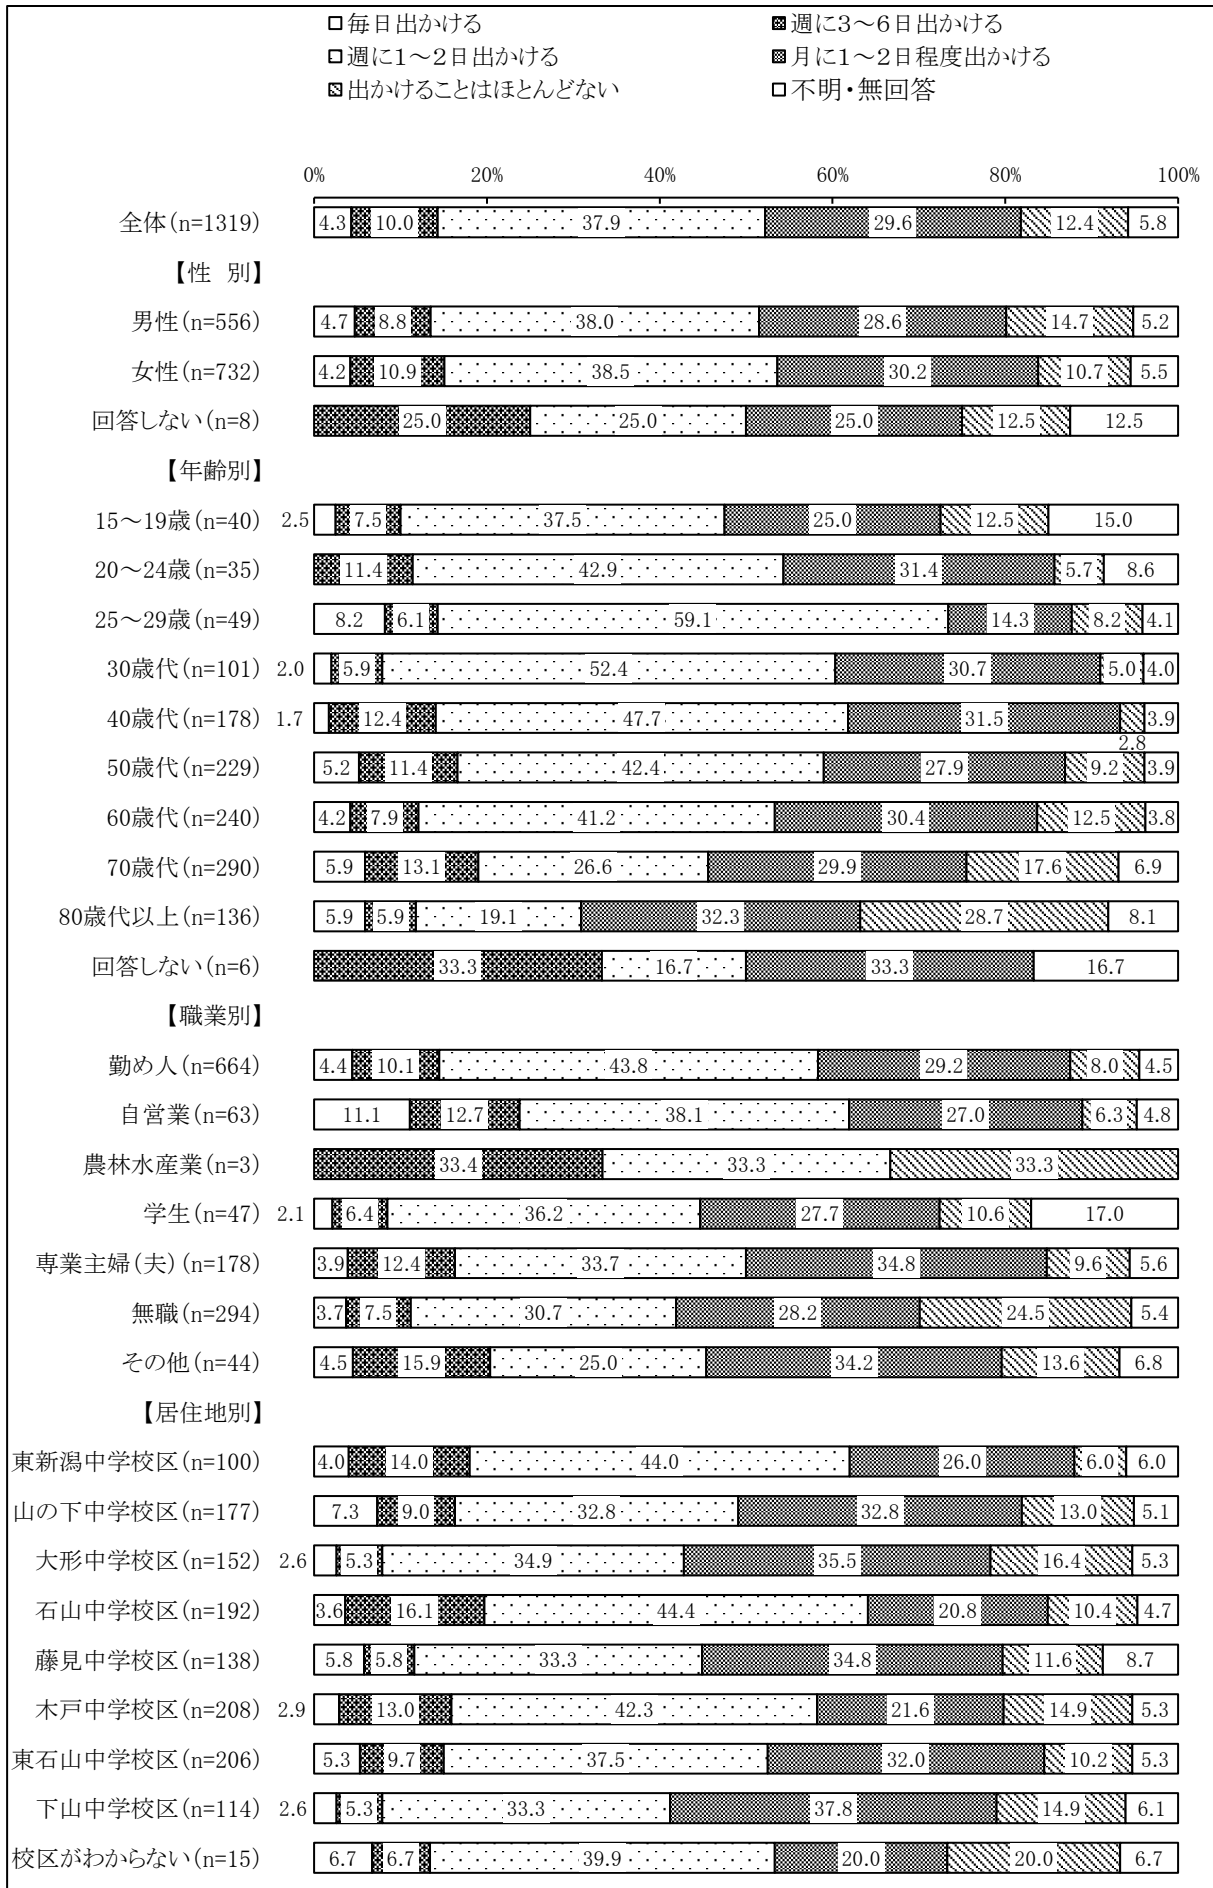 □毎日出かける ▩週に3～6日出かける
□週に1～2日出かける ▩月に1～2日程度出かける
▧出かけることはほとんどない □不明・無回答
0% 20% 40% 60% 80% 100%
全体(n=1319) 4.3 10.0 37.9 29.6 12.4 5.8
【性 別】
男性(n=556) 4.7 8.8 38.0 28.6 14.7 5.2
女性(n=732) 4.2 10.9 38.5 30.2 10.7 5.5
回答しない(n=8) 25.0 25.0 25.0 12.5 12.5
【年齢別】
15～19歳(n=40) 2.5 7.5 37.5 25.0 12.5 15.0
20～24歳(n=35) 11.4 42.9 31.4 5.7 8.6
25～29歳(n=49) 8.2 6.1 59.1 14.3 8.2 4.1
30歳代(n=101) 2.0 5.9 52.4 30.7 5.0 4.0
40歳代(n=178) 1.7 12.4 47.7 31.5 3.9
2.8
50歳代(n=229) 5.2 11.4 42.4 27.9 9.2 3.9
60歳代(n=240) 4.2 7.9 41.2 30.4 12.5 3.8
70歳代(n=290) 5.9 13.1 26.6 29.9 17.6 6.9
80歳代以上(n=136) 5.9 5.9 19.1 32.3 28.7 8.1
回答しない(n=6) 33.3 16.7 33.3 16.7
【職業別】
勤め人(n=664) 4.4 10.1 43.8 29.2 8.0 4.5
自営業(n=63) 11.1 12.7 38.1 27.0 6.3 4.8
農林水産業(n=3) 33.4 33.3 33.3
学生(n=47) 2.1 6.4 36.2 27.7 10.6 17.0
専業主婦(夫)(n=178) 3.9 12.4 33.7 34.8 9.6 5.6
無職(n=294) 3.7 7.5 30.7 28.2 24.5 5.4
その他(n=44) 4.5 15.9 25.0 34.2 13.6 6.8
【居住地別】
東新潟中学校区(n=100) 4.0 14.0 44.0 26.0 6.0 6.0
山の下中学校区(n=177) 7.3 9.0 32.8 32.8 13.0 5.1
大形中学校区(n=152) 2.6 5.3 34.9 35.5 16.4 5.3
石山中学校区(n=192) 3.6 16.1 44.4 20.8 10.4 4.7
藤見中学校区(n=138) 5.8 5.8 33.3 34.8 11.6 8.7
木戸中学校区(n=208) 2.9 13.0 42.3 21.6 14.9 5.3
東石山中学校区(n=206) 5.3 9.7 37.5 32.0 10.2 5.3
下山中学校区(n=114) 2.6 5.3 33.3 37.8 14.9 6.1
校区がわからない(n=15) 6.7 6.7 39.9 20.0 20.0 6.7